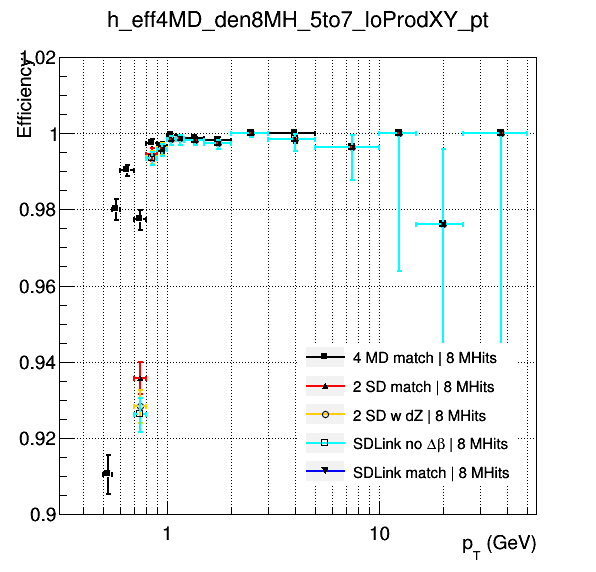 h_eff4MD_den8MH_5to7_loProdXY_pt
Efficiency
1.02
1
0.98
0.96
0.94
0.92
0.9
4 MD match | 8 MHits
2 SD match | 8 MHits
2 SD w dZ | 8 MHits
SDLink no Δβ | 8 MHits
SDLink match | 8 MHits
1
10
p_T (GeV)